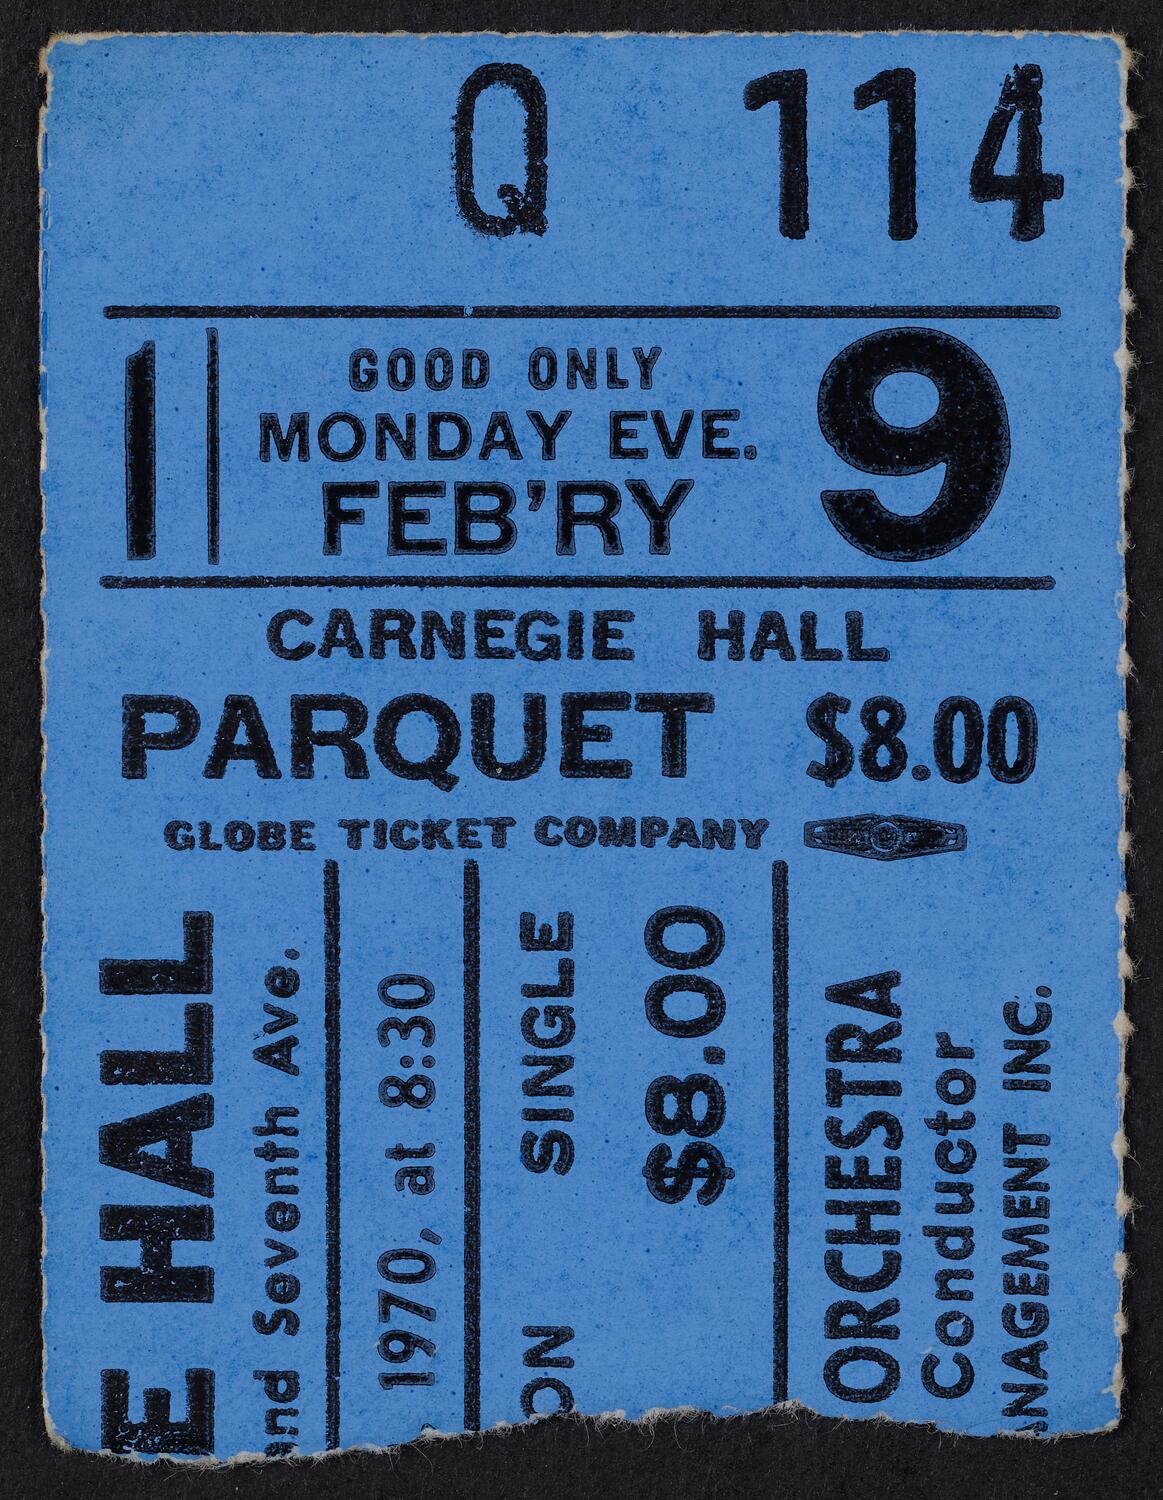 Q 114
1 GOOD ONLY 9
MONDAY EVE.
FEB'RY
CARNEGIE HALL
PARQUET $8.00
GLOBE TICKET COMPANY
E HALL
and Seventh Ave.
1970, at 8:30
ON SINGLE
$8.00
ORCHESTRA
Conductor
NAGEMENT INC.